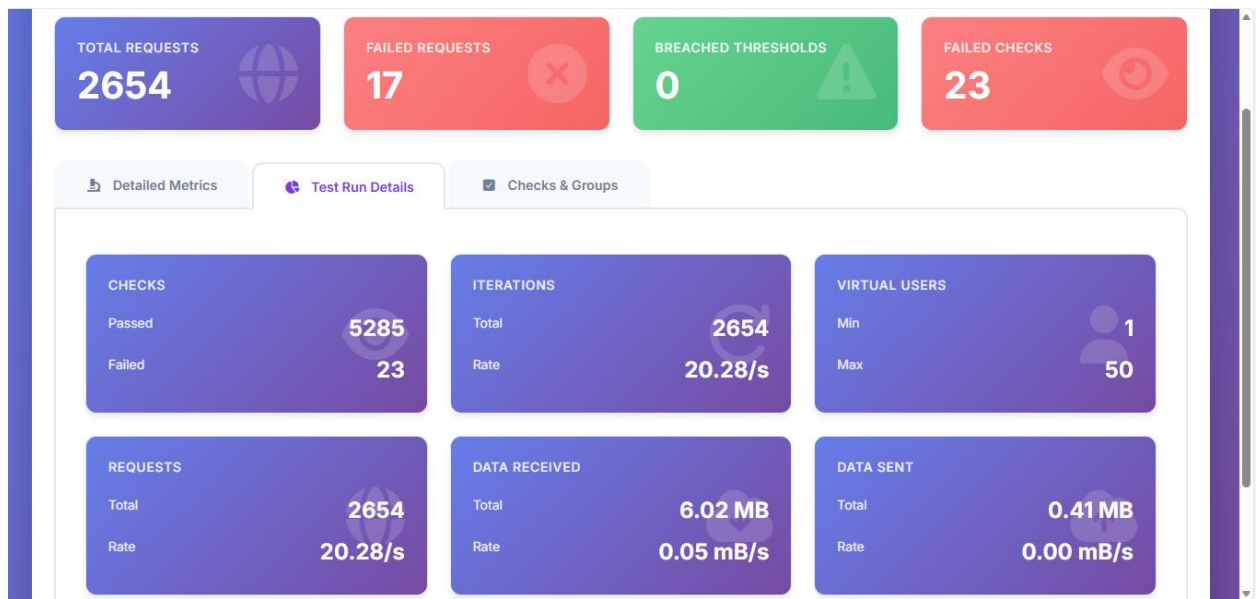 TOTAL REQUESTS
2654
FAILED REQUESTS
17
BREACHED THRESHOLDS
0
FAILED CHECKS
23
Detailed Metrics
Test Run Details
Checks & Groups
CHECKS
Passed 5285
Failed 23
ITERATIONS
Total 2654
Rate 20.28/s
VIRTUAL USERS
Min 1
Max 50
REQUESTS
Total 2654
Rate 20.28/s
DATA RECEIVED
Total 6.02 MB
Rate 0.05 mB/s
DATA SENT
Total 0.41 MB
Rate 0.00 mB/s